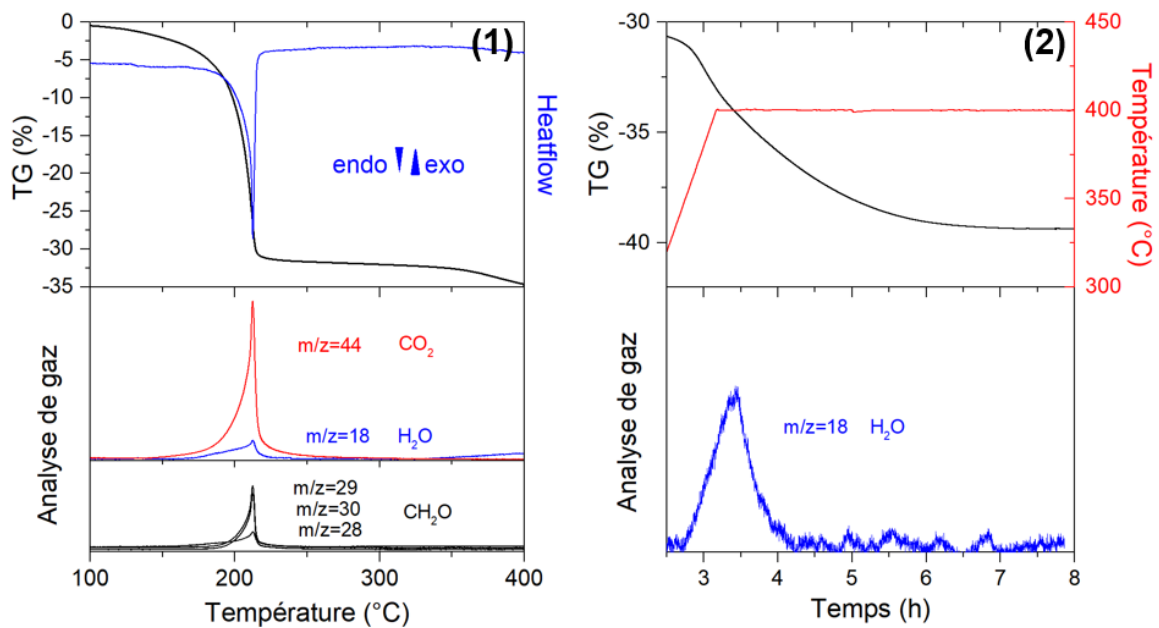 (1)
0
-5
-10
-15
-20
-25
-30
-35
TG (%)
Heatflow
endo exo
Analyse de gaz
m/z=44 CO₂
m/z=18 H₂O
m/z=29
m/z=30 CH₂O
m/z=28
100 200 300 400
Température (°C)
(2)
-30
-35
-40
TG (%)
450
400
350
300
Température (°C)
Analyse de gaz
m/z=18 H₂O
3 4 5 6 7 8
Temps (h)